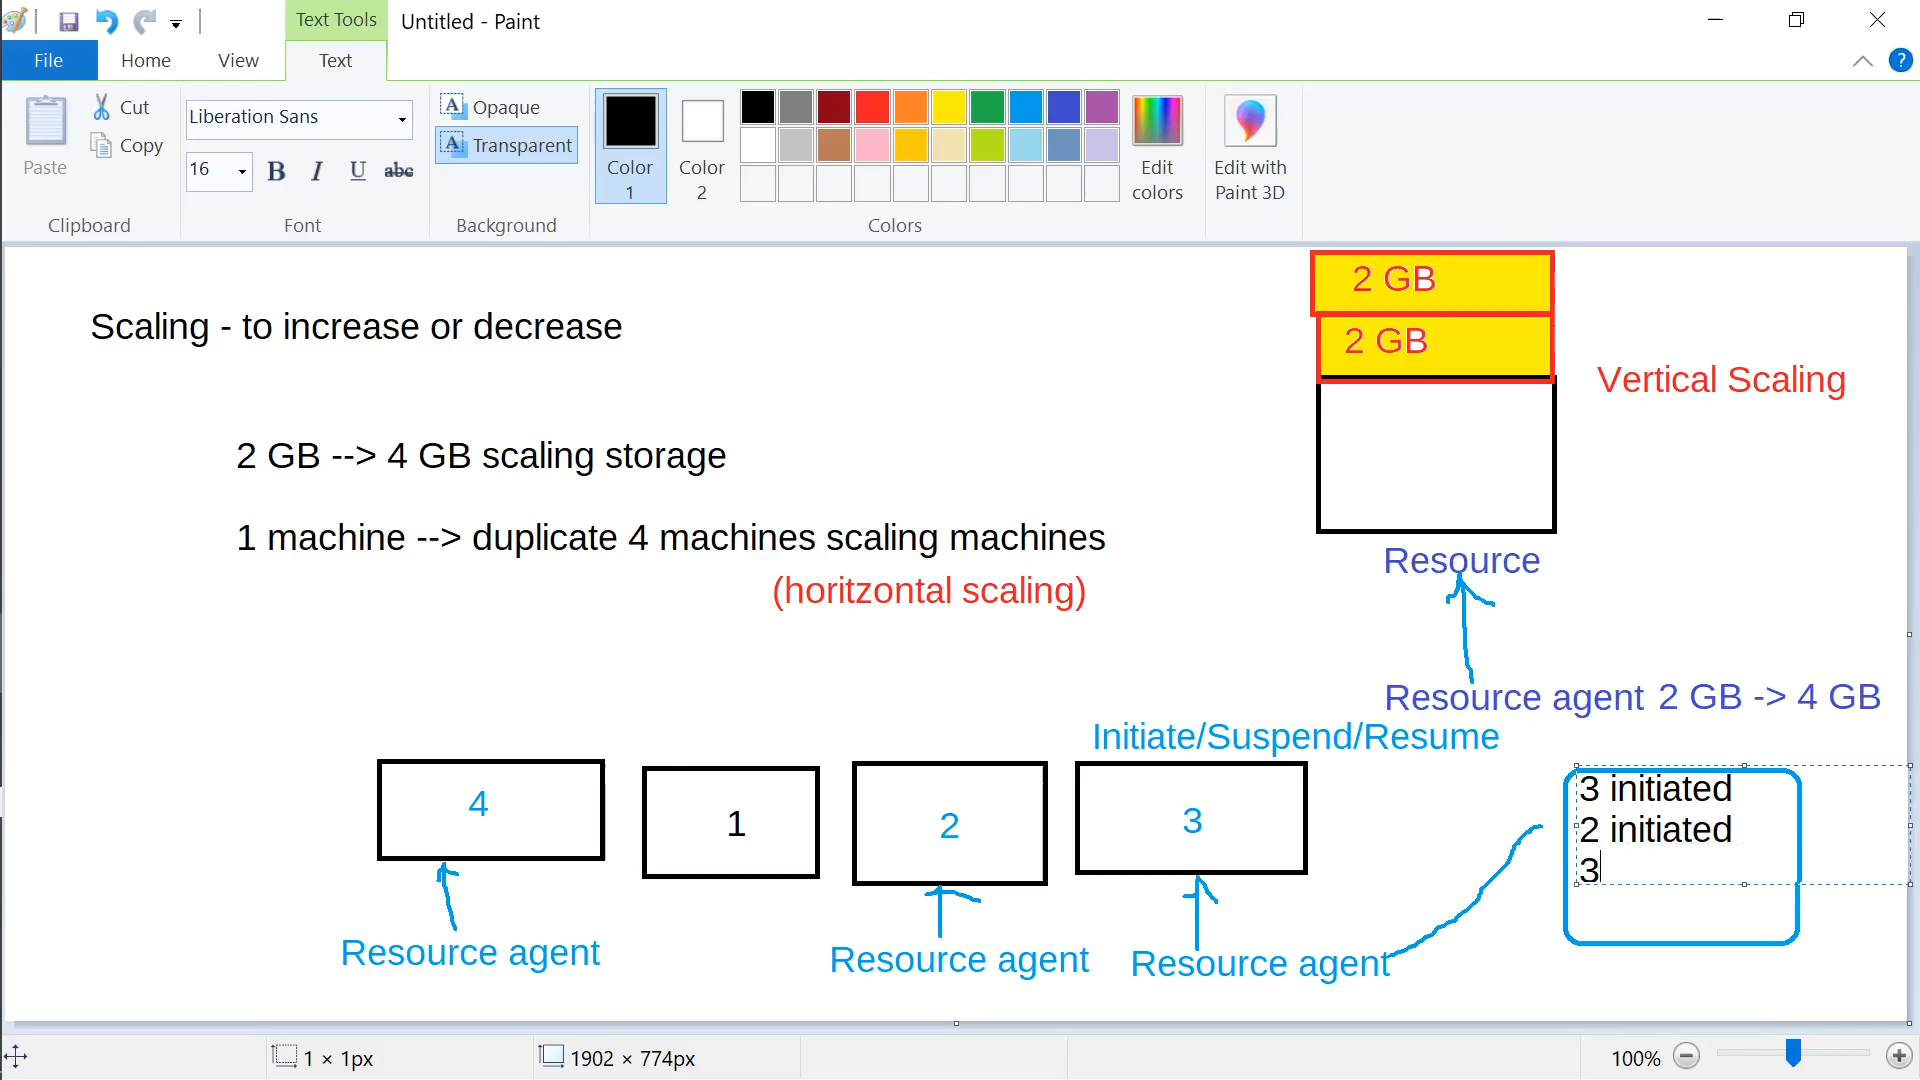 Text Tools
Untitled - Paint
File
Home
View
Text
Paste
Cut
Copy
Clipboard
Liberation Sans
16
B I U abc
Font
A Opaque
A Transparent
Background
Color
1
Color
2
Edit
colors
Colors
Edit with
Paint 3D
?
2 GB
2 GB
Scaling - to increase or decrease
Vertical Scaling
2 GB --> 4 GB scaling storage
1 machine --> duplicate 4 machines scaling machines
(horitzontal scaling)
Resource
Resource agent 2 GB -> 4 GB
Initiate/Suspend/Resume
4
1
2
3
3 initiated
2 initiated
3
Resource agent
Resource agent
Resource agent
1 × 1px
1902 × 774px
100%